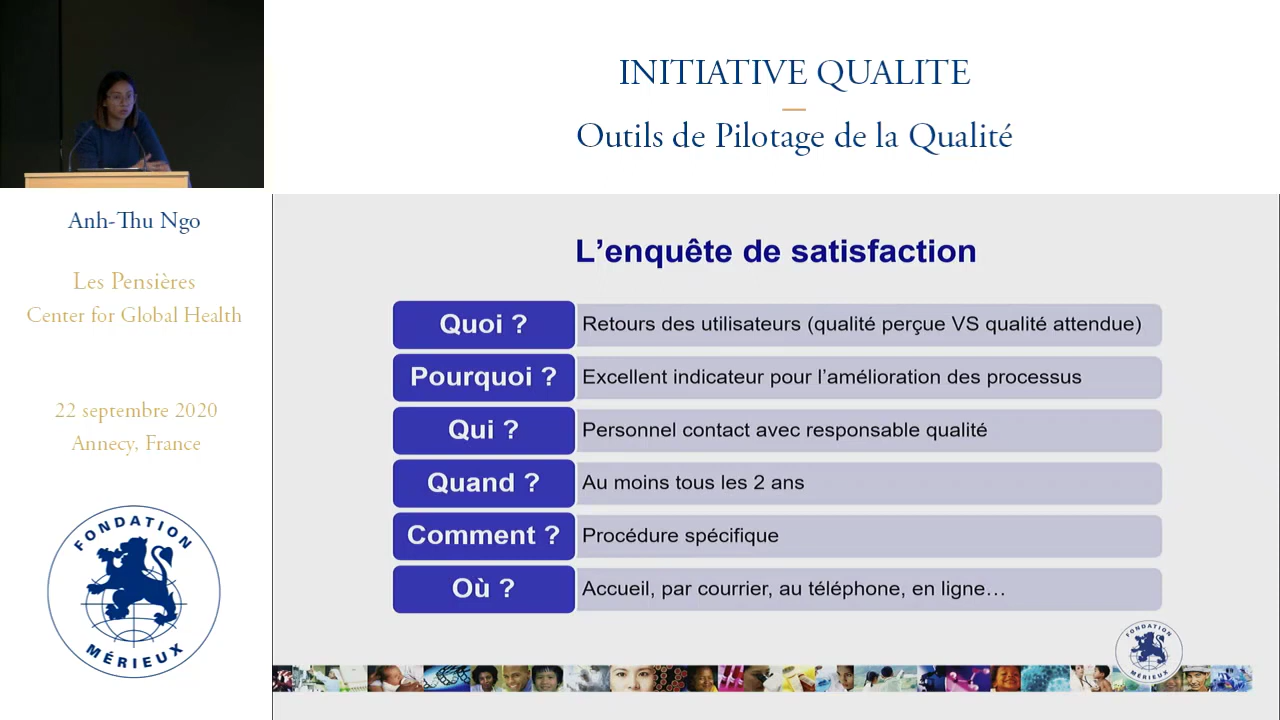 INITIATIVE QUALITE
Outils de Pilotage de la Qualité
Anh-Thu Ngo
Les Pensières
Center for Global Health
22 septembre 2020
Annecy, France
FONDATION
MÉRIEUX
L’enquête de satisfaction
Quoi ? Retours des utilisateurs (qualité perçue VS qualité attendue)
Pourquoi ? Excellent indicateur pour l’amélioration des processus
Qui ? Personnel contact avec responsable qualité
Quand ? Au moins tous les 2 ans
Comment ? Procédure spécifique
Où ? Accueil, par courrier, au téléphone, en ligne…
FONDATION
MÉRIEUX